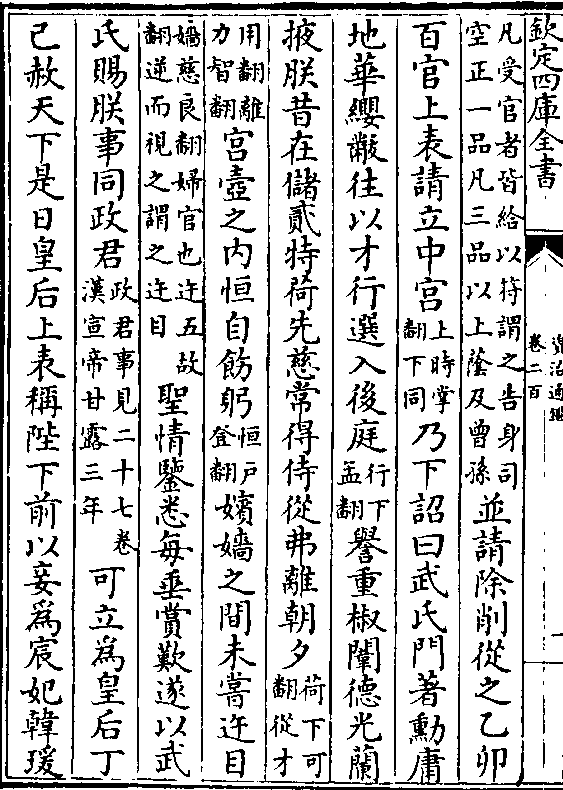 欽定四庫全書
資治通鑑
卷二百
凡受官者皆給以符謂之告身司
空正一品凡三品以上蔭及曾孫
並請除削從之乙卯
百官上表請立中宮
上時掌
翻下同
乃下詔曰武氏門著勳庸
地華纓黻往以才行選入後庭
行下
孟翻
譽重椒闈德光蘭
掖朕昔在儲貳特荷先慈常得侍從弗離朝夕
荷下可
翻從才
用翻離
力智翻
宮壼之內恒自飭躬
恒戶
登翻
嬪嬙之間未嘗迕目
嬙慈良翻婦官也迕五故
翻逆而視之謂之迕目
聖情鑒悉每垂賞歎遂以武
氏賜朕事同政君
政君事見二十七卷
漢宣帝甘露三年
可立為皇后丁
巳赦天下是日皇后上表稱陛下前以妾為宸妃韓瑗